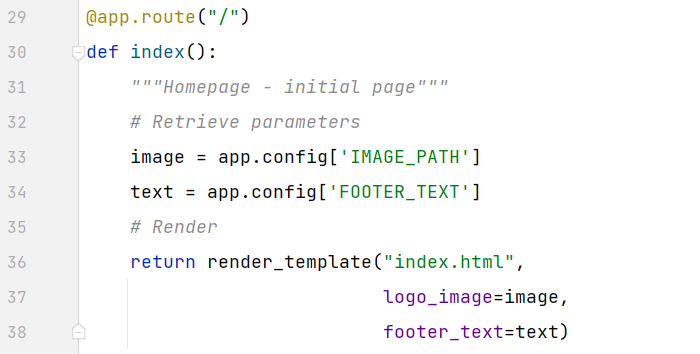 29 @app.route("/")
30 def index():
31     """Homepage - initial page"""
32     # Retrieve parameters
33     image = app.config['IMAGE_PATH']
34     text = app.config['FOOTER_TEXT']
35     # Render
36     return render_template("index.html",
37                            logo_image=image,
38                            footer_text=text)